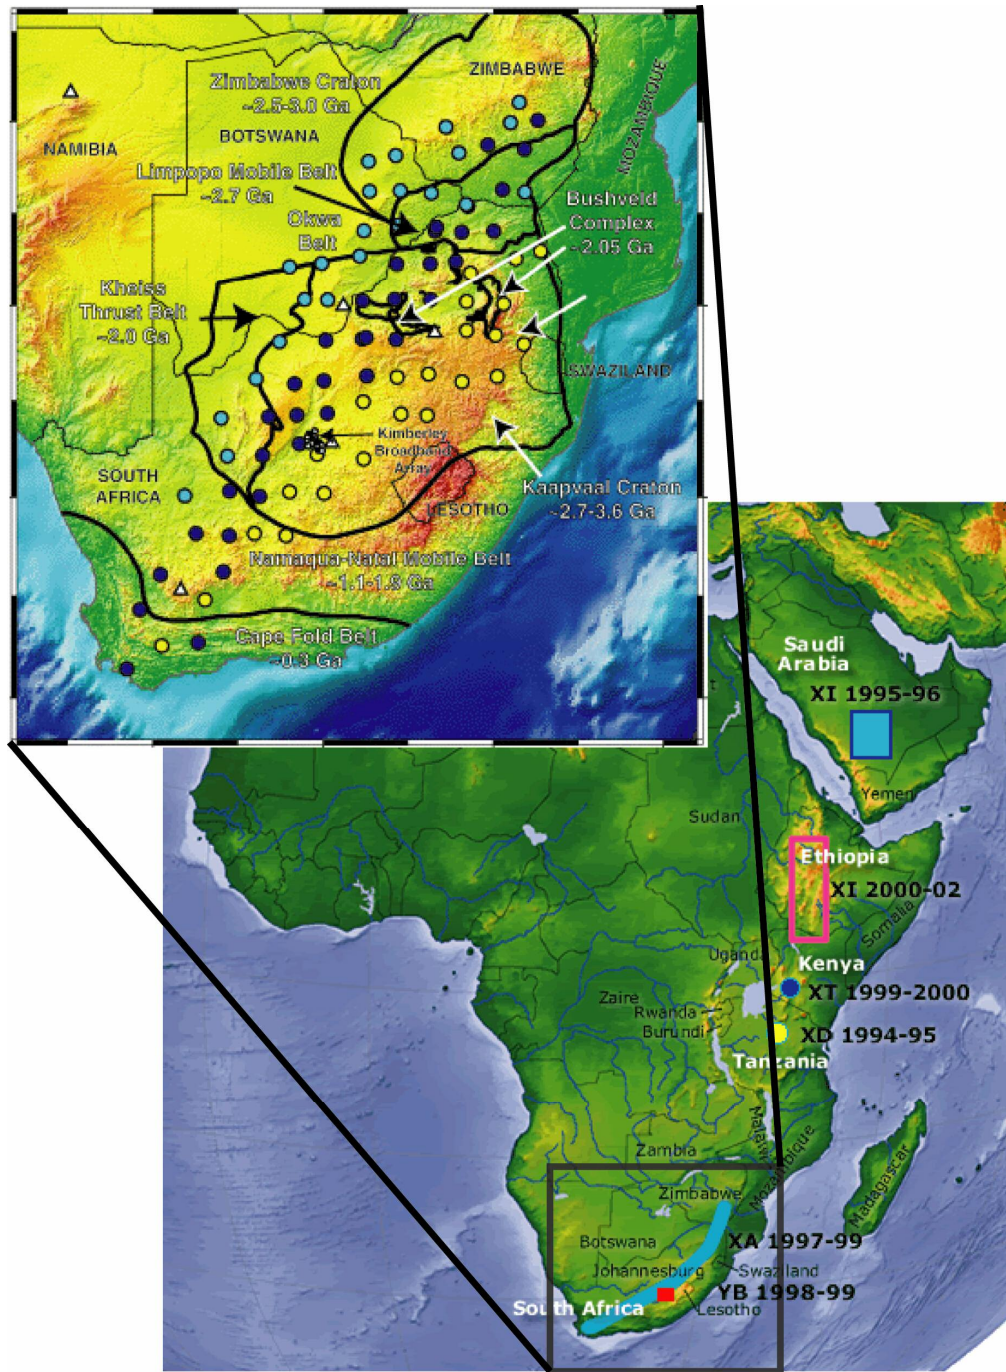 ZIMBABWE
Zimbabwe Craton
~2.5-3.0 Ga
BOTSWANA
MOZAMBIQUE
NAMIBIA
Limpopo Mobile Belt
~2.7 Ga
Okwa
Belt
Bushveld
Complex
~2.05 Ga
Kheiss
Thrust Belt
~2.0 Ga
SWAZILAND
Kimberley
Broadband
Array
SOUTH
AFRICA
Kaapvaal Craton
~2.7-3.6 Ga
LESOTHO
Namaqua-Natal Mobile Belt
~1.1-1.9 Ga
Cape Fold Belt
~0.3 Ga
Saudi
Arabia
XI 1995-96
Yemen
Sudan
Ethiopia
XI 2000-02
Somalia
Uganda
Kenya
XT 1999-2000
Zaire
Rwanda
Burundi
XD 1994-95
Tanzania
Malawi
Mozambique
Zambia
Madagascar
Zimbabwe
Botswana
XA 1997-99
Johannesburg
Swaziland
YB 1998-99
South Africa
Lesotho